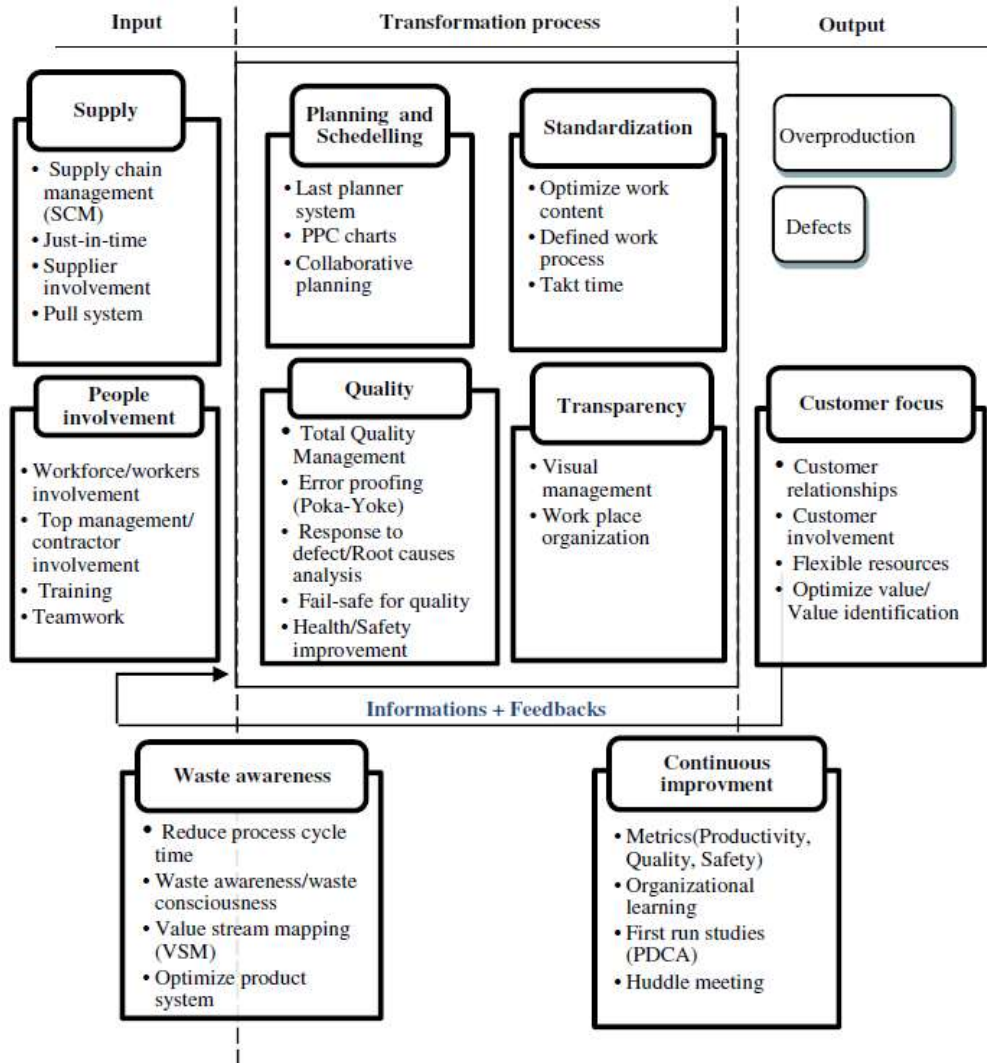 Input
Transformation process
Output
Supply
• Supply chain
management
(SCM)
• Just-in-time
• Supplier
involvement
• Pull system
Planning and
Schedelling
• Last planner
system
• PPC charts
• Collaborative
planning
Standardization
• Optimize work
content
• Defined work
process
• Takt time
Overproduction
Defects
People
involvement
• Workforce/workers
involvement
• Top management/
contractor
involvement
• Training
• Teamwork
Quality
• Total Quality
Management
• Error proofing
(Poka-Yoke)
• Response to
defect/Root causes
analysis
• Fail-safe for quality
• Health/Safety
improvement
Transparency
• Visual
management
• Work place
organization
Customer focus
• Customer
relationships
• Customer
involvement
• Flexible resources
• Optimize value/
Value identification
Informations + Feedbacks
Waste awareness
• Reduce process cycle
time
• Waste awareness/waste
consciousness
• Value stream mapping
(VSM)
• Optimize product
system
Continuous
improvment
• Metrics(Productivity,
Quality, Safety)
• Organizational
learning
• First run studies
(PDCA)
• Huddle meeting